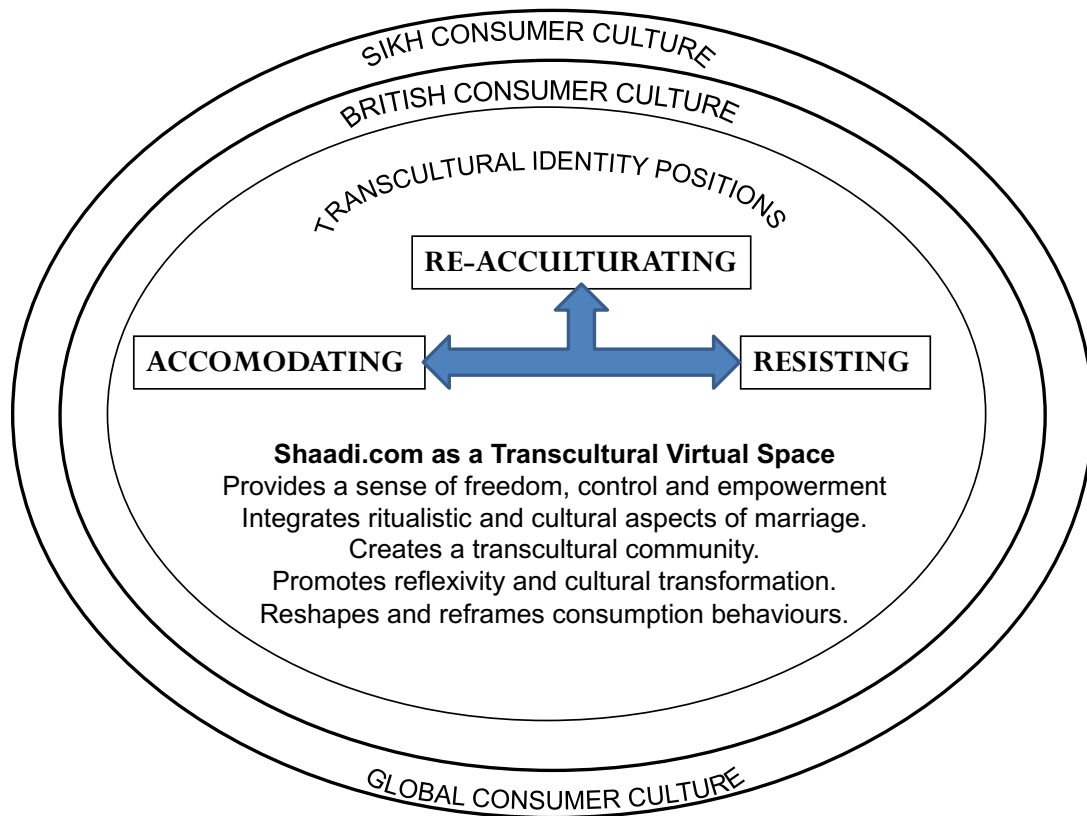 SIKH CONSUMER CULTURE
BRITISH CONSUMER CULTURE
TRANSCULTURAL IDENTITY POSITIONS
RE-ACCULTURATING
ACCOMODATING
RESISTING
Shaadi.com as a Transcultural Virtual Space
Provides a sense of freedom, control and empowerment
Integrates ritualistic and cultural aspects of marriage.
Creates a transcultural community.
Promotes reflexivity and cultural transformation.
Reshapes and reframes consumption behaviours.
GLOBAL CONSUMER CULTURE